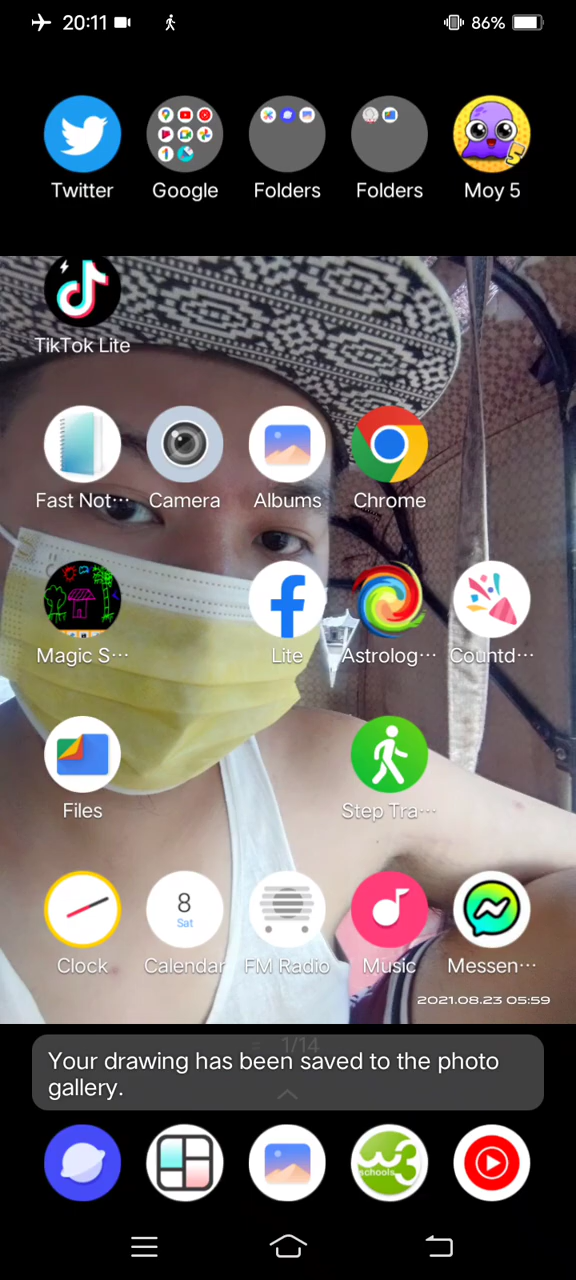 20:11
86%
Twitter
Google
Folders
Folders
Moy 5
TikTok Lite
Fast Not···
Camera
Albums
Chrome
Magic S···
Lite
Astrolog···
Countd···
Files
Step Tra···
8
Sat
Clock
Calendar
FM Radio
Music
Messen···
2021.08.23 05:59
1/14
Your drawing has been saved to the photo
gallery.
w3
schools